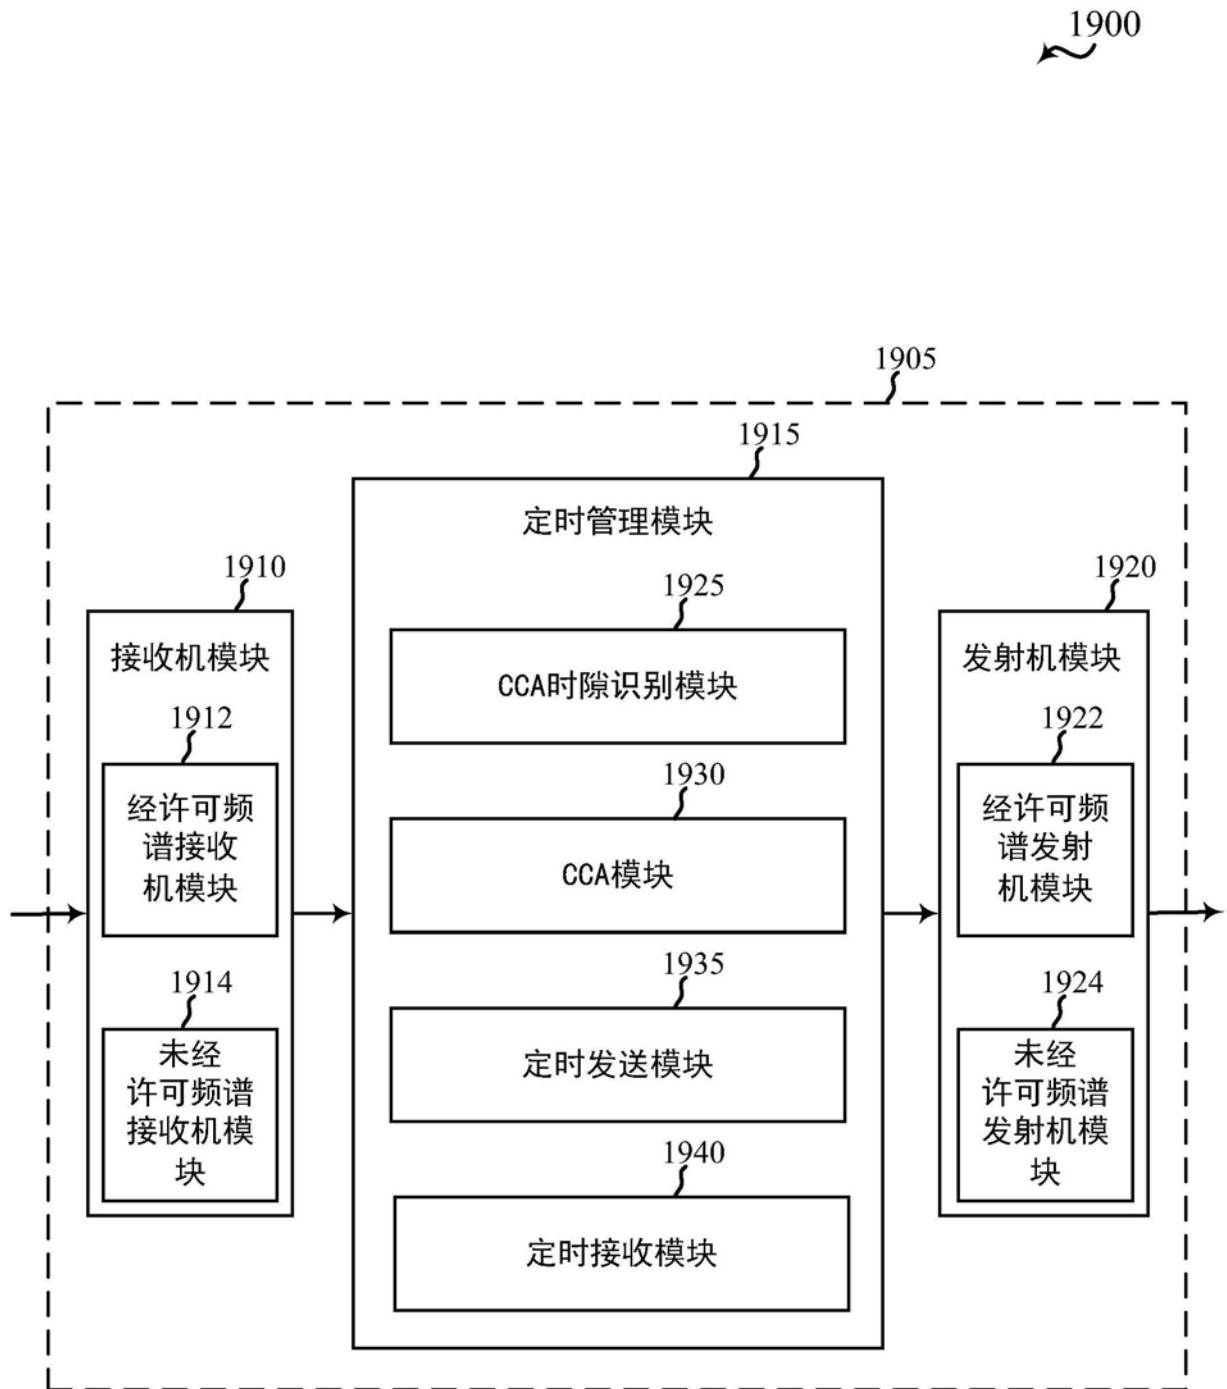 1900
1905
1915
定时管理模块
1910
接收机模块
1912
经许可频
谱接收
机模块
1914
未经
许可频谱
接收机模
块
1925
CCA时隙识别模块
1930
CCA模块
1935
定时发送模块
1940
定时接收模块
1920
发射机模块
1922
经许可频
谱发射
机模块
1924
未经
许可频谱
发射机模
块